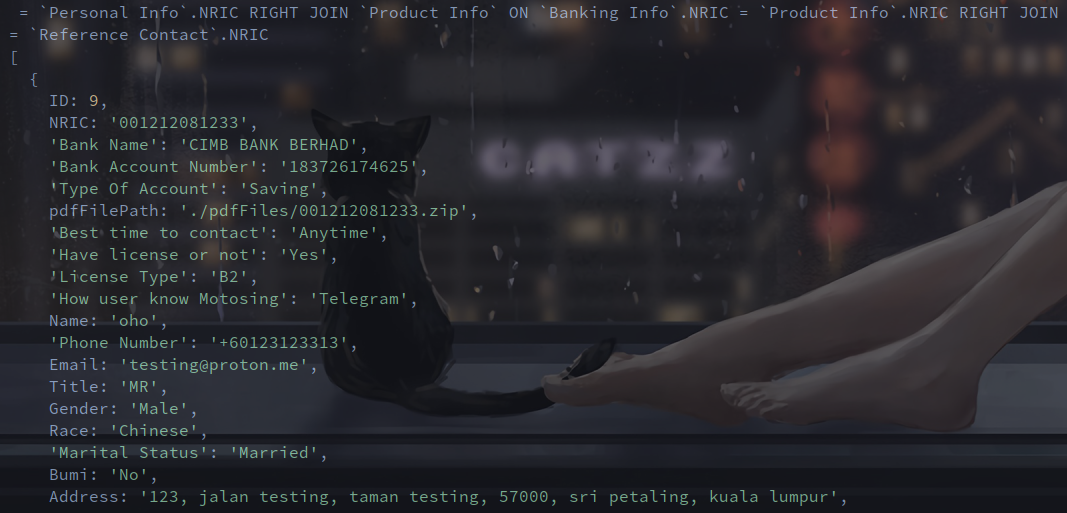 = `Personal Info`.NRIC RIGHT JOIN `Product Info` ON `Banking Info`.NRIC = `Product Info`.NRIC RIGHT JOIN
= `Reference Contact`.NRIC
[
{
ID: 9,
NRIC: '001212081233',
'Bank Name': 'CIMB BANK BERHAD',
'Bank Account Number': '183726174625',
'Type Of Account': 'Saving',
pdfFilePath: './pdfFiles/001212081233.zip',
'Best time to contact': 'Anytime',
'Have license or not': 'Yes',
'License Type': 'B2',
'How user know Motosing': 'Telegram',
Name: 'oho',
'Phone Number': '+60123123313',
Email: 'testing@proton.me',
Title: 'MR',
Gender: 'Male',
Race: 'Chinese',
'Marital Status': 'Married',
Bumi: 'No',
Address: '123, jalan testing, taman testing, 57000, sri petaling, kuala lumpur',
CATZZ